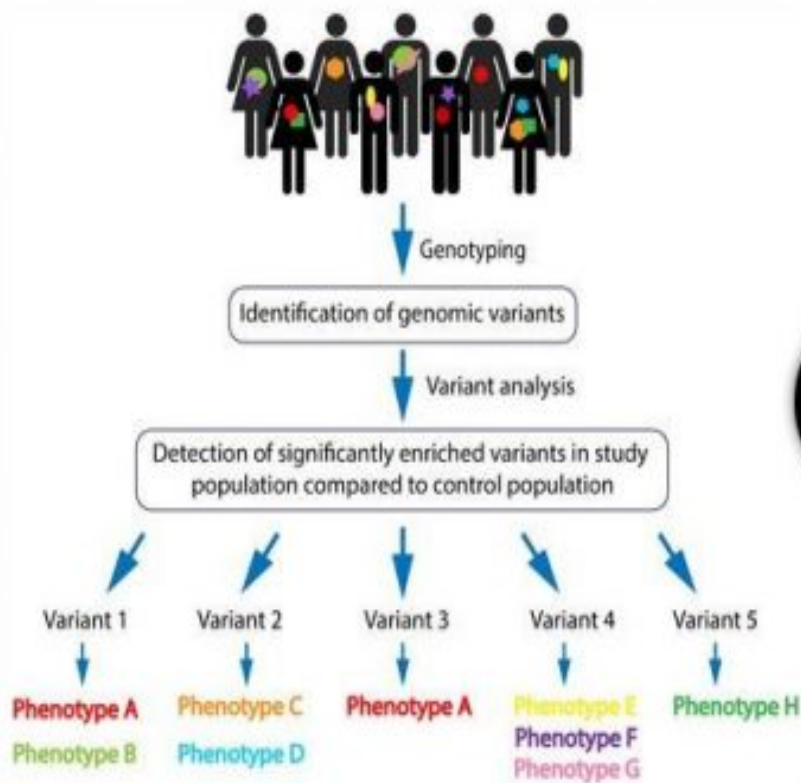 Genotyping
Identification of genomic variants
Variant analysis
Detection of significantly enriched variants in study
population compared to control population
Variant 1
Variant 2
Variant 3
Variant 4
Variant 5
Phenotype A
Phenotype B
Phenotype C
Phenotype D
Phenotype A
Phenotype E
Phenotype F
Phenotype G
Phenotype H